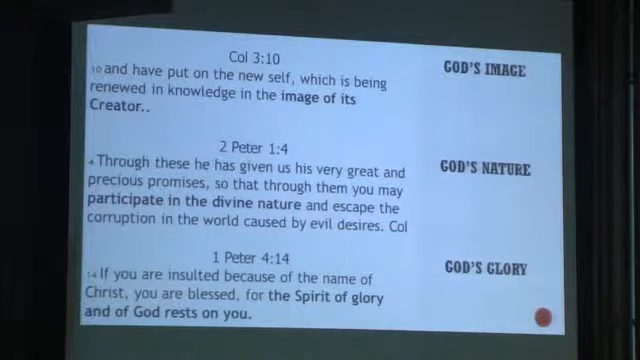 Col 3:10
GOD'S IMAGE
10 and have put on the new self, which is being
renewed in knowledge in the image of its
Creator..
2 Peter 1:4
GOD'S NATURE
4 Through these he has given us his very great and
precious promises, so that through them you may
participate in the divine nature and escape the
corruption in the world caused by evil desires. Col
1 Peter 4:14
GOD'S GLORY
14 If you are insulted because of the name of
Christ, you are blessed, for the Spirit of glory
and of God rests on you.